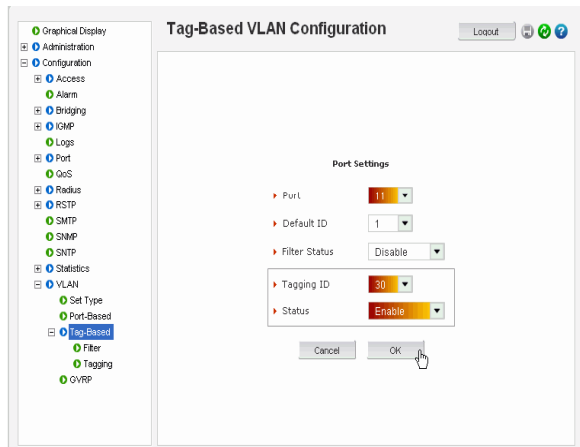 Tag-Based VLAN Configuration
Logout
Graphical Display
Administration
Configuration
Access
Alarm
Bridging
IGMP
Logs
Port
QoS
Radius
RSTP
SMTP
SNMP
SNTP
Statistics
VLAN
Set Type
Port-Based
Tag-Based
Filter
Tagging
GVRP
Port Settings
Port 11
Default ID 1
Filter Status Disable
Tagging ID 30
Status Enable
Cancel OK